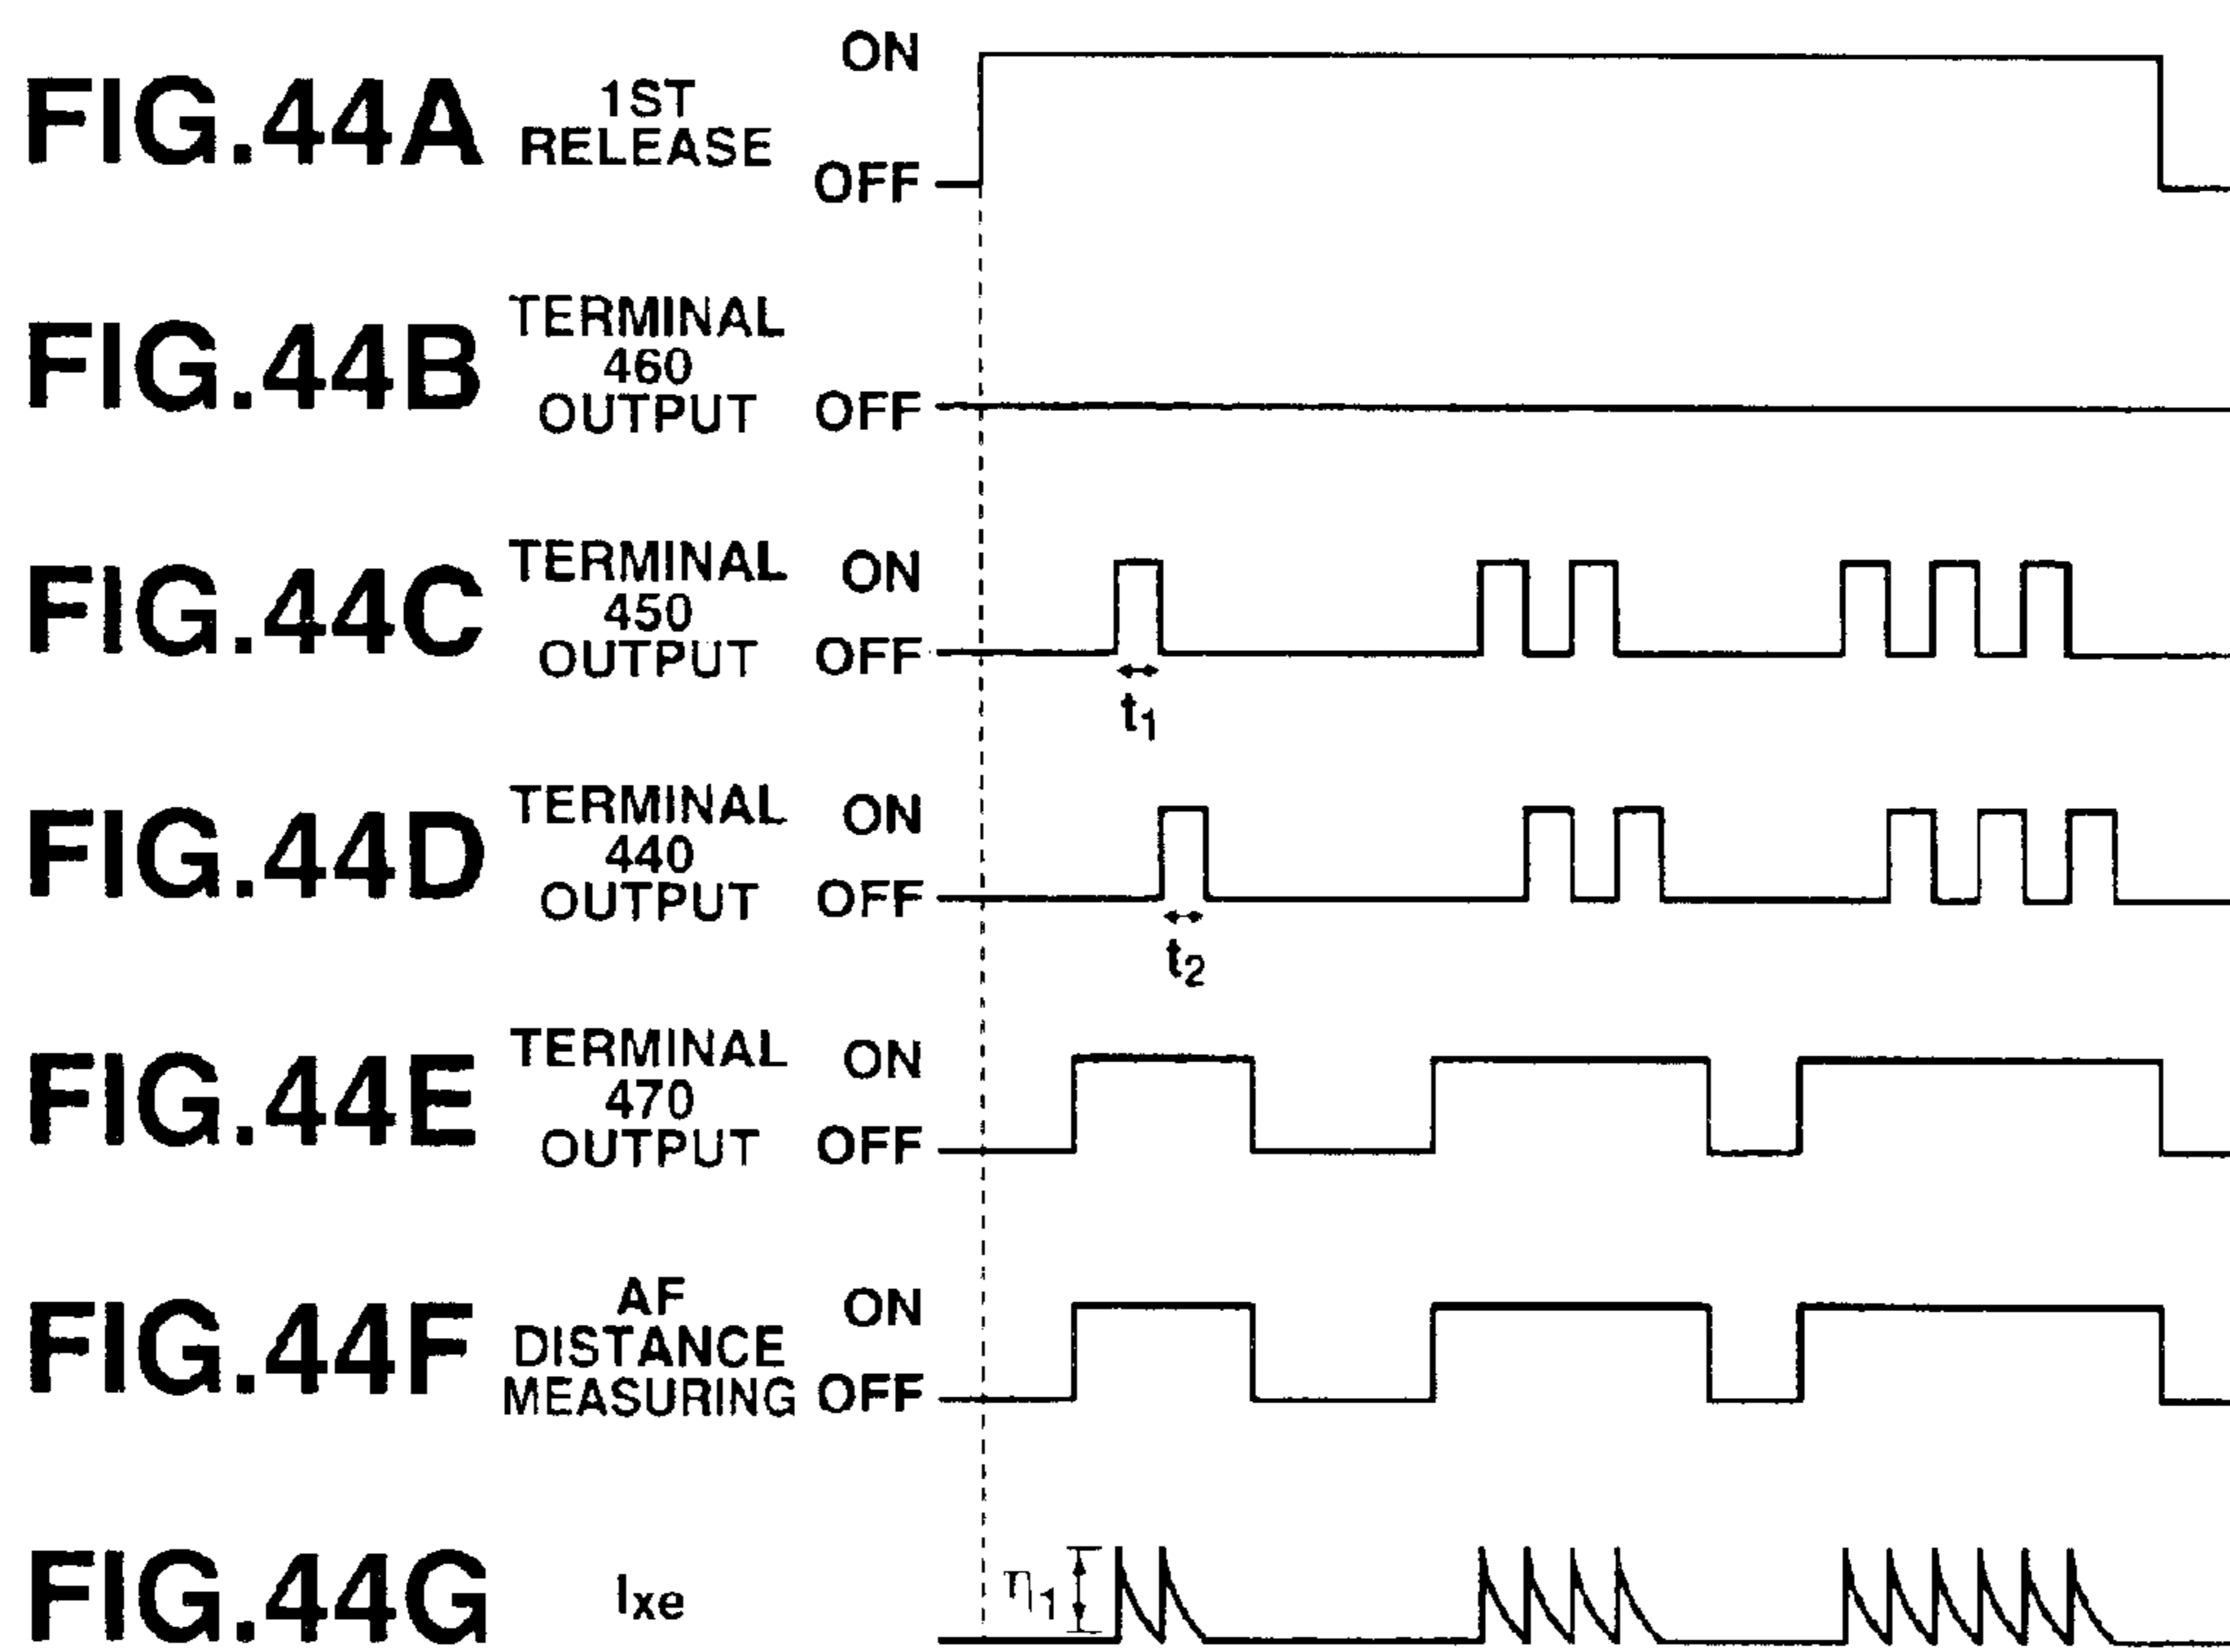 FIG.44A 1ST RELEASE ON OFF
FIG.44B TERMINAL 460 OUTPUT OFF
FIG.44C TERMINAL 450 OUTPUT ON OFF
t1
FIG.44D TERMINAL 440 OUTPUT ON OFF
t2
FIG.44E TERMINAL 470 OUTPUT ON OFF
FIG.44F AF DISTANCE MEASURING ON OFF
FIG.44G Ixe η1